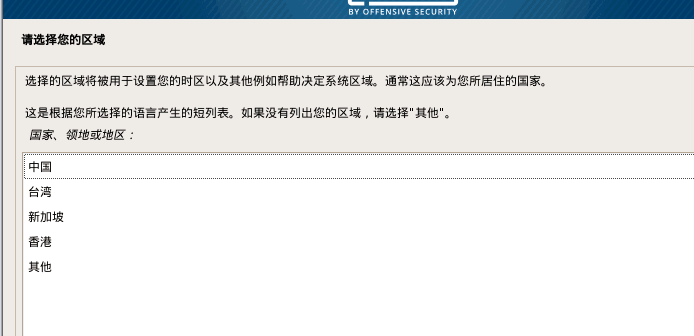 BY OFFENSIVE SECURITY
请选择您的区域
选择的区域将被用于设置您的时区以及其他例如帮助决定系统区域。通常这应该为您所居住的国家。
这是根据您所选择的语言产生的短列表。如果没有列出您的区域，请选择"其他"。
国家、领地或地区：
中国
台湾
新加坡
香港
其他